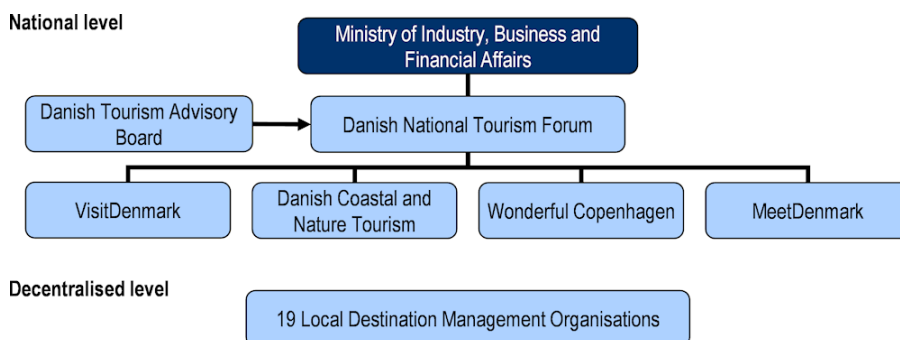 National level
Ministry of Industry, Business and
Financial Affairs
Danish Tourism Advisory
Board
Danish National Tourism Forum
VisitDenmark
Danish Coastal and
Nature Tourism
Wonderful Copenhagen
MeetDenmark
Decentralised level
19 Local Destination Management Organisations